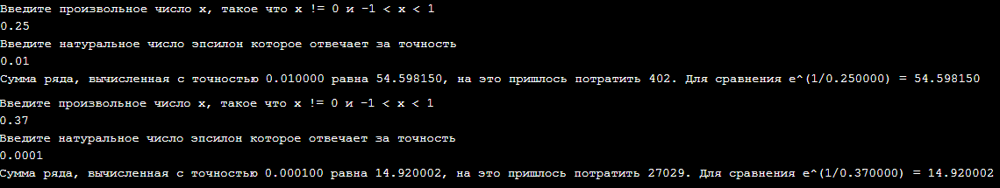 Введите произвольное число x, такое что x != 0 и -1 < x < 1
0.25
Введите натуральное число эпсилон которое отвечает за точность
0.01
Сумма ряда, вычисленная с точностью 0.010000 равна 54.598150, на это пришлось потратить 402. Для сравнения e^(1/0.250000) = 54.598150
Введите произвольное число x, такое что x != 0 и -1 < x < 1
0.37
Введите натуральное число эпсилон которое отвечает за точность
0.0001
Сумма ряда, вычисленная с точностью 0.000100 равна 14.920002, на это пришлось потратить 27029. Для сравнения e^(1/0.370000) = 14.920002